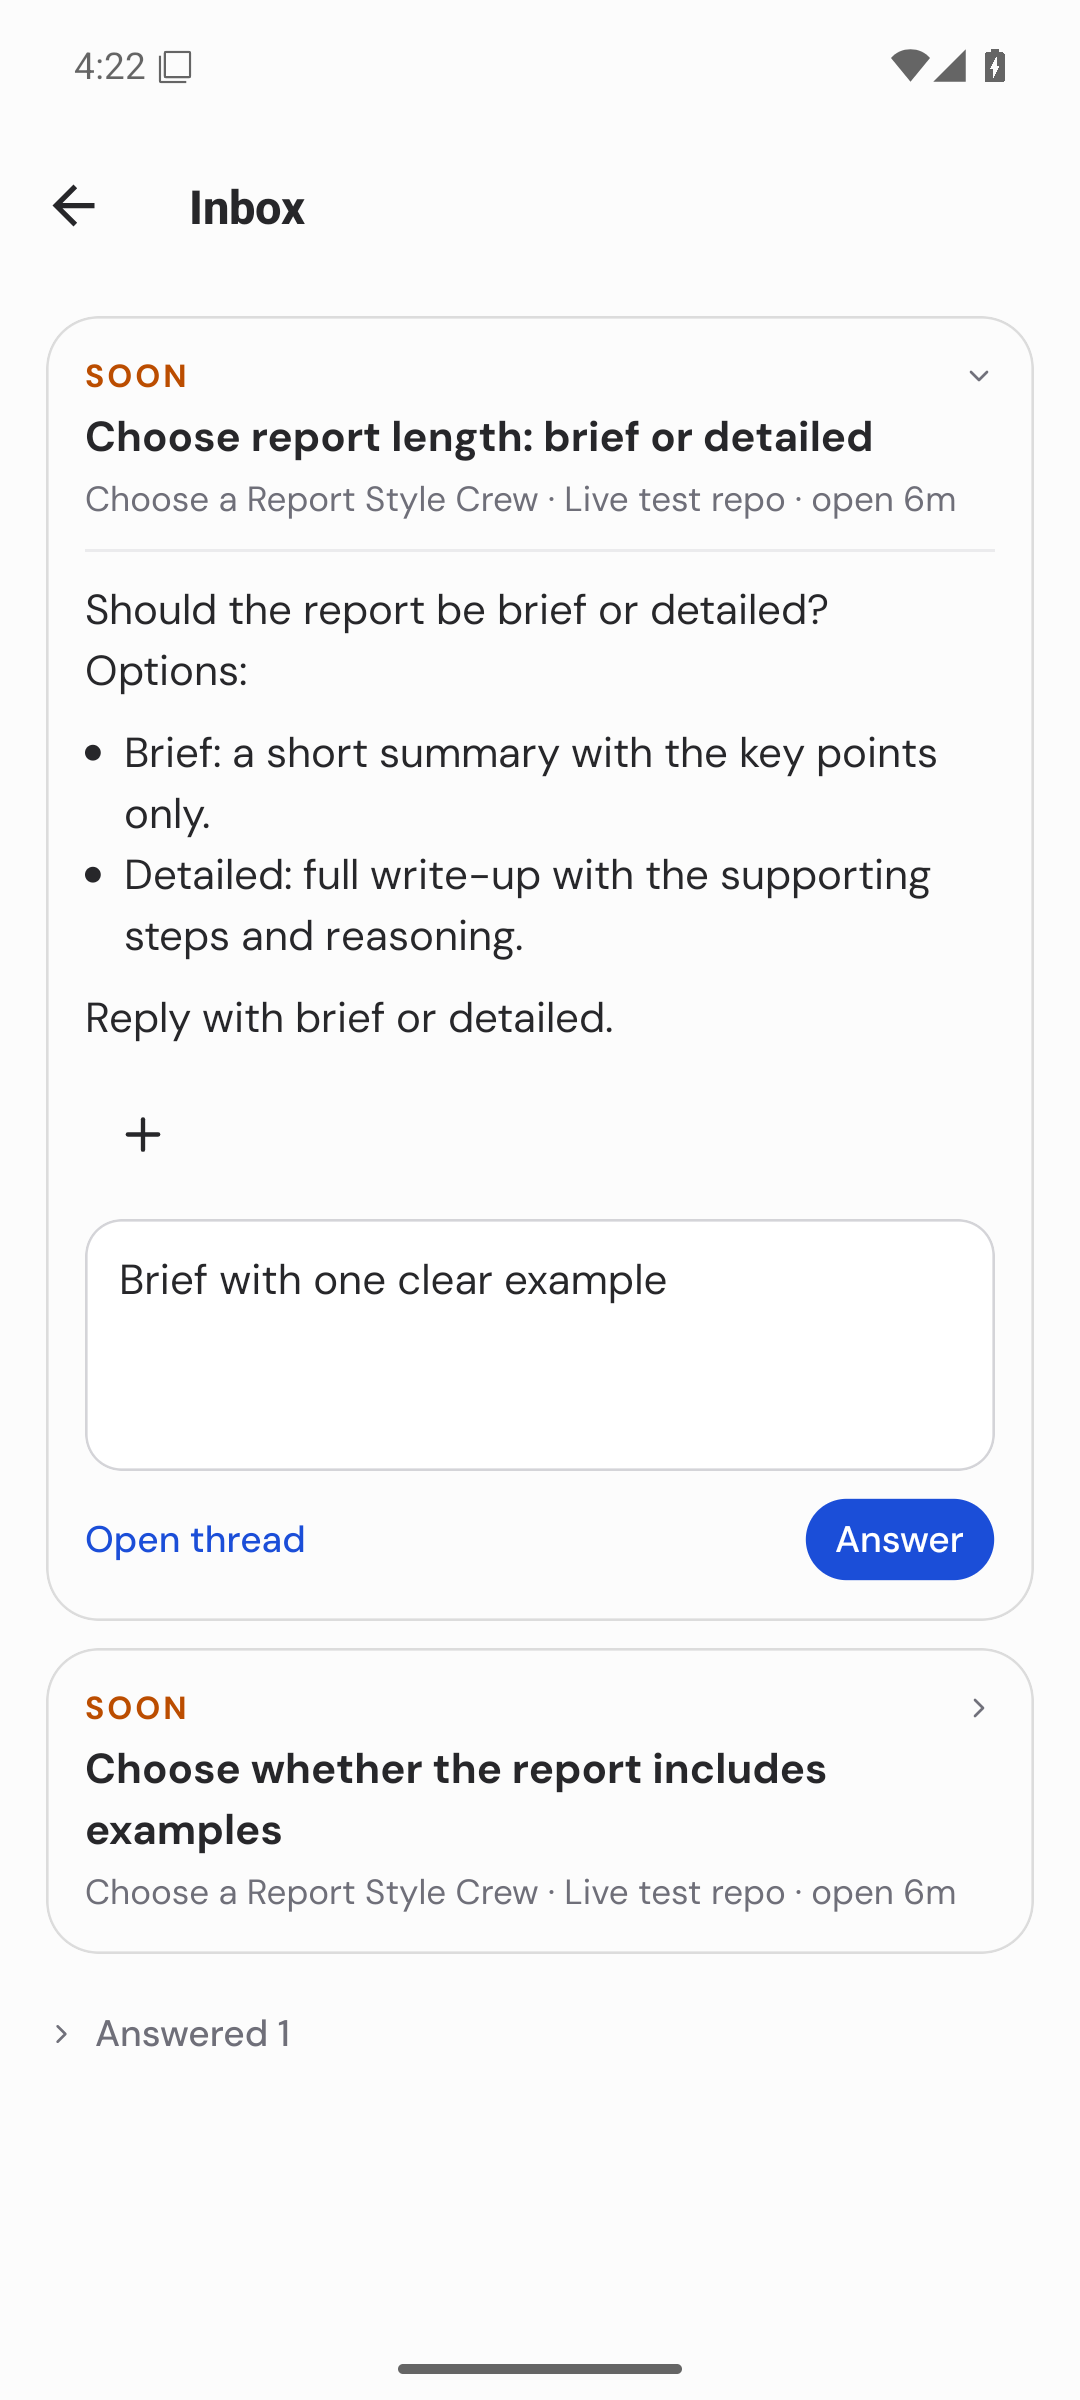 4:22
Inbox
SOON
Choose report length: brief or detailed
Choose a Report Style Crew · Live test repo · open 6m
Should the report be brief or detailed?
Options:
• Brief: a short summary with the key points
only.
• Detailed: full write-up with the supporting
steps and reasoning.
Reply with brief or detailed.
Brief with one clear example
Open thread
Answer
SOON
Choose whether the report includes
examples
Choose a Report Style Crew · Live test repo · open 6m
Answered 1